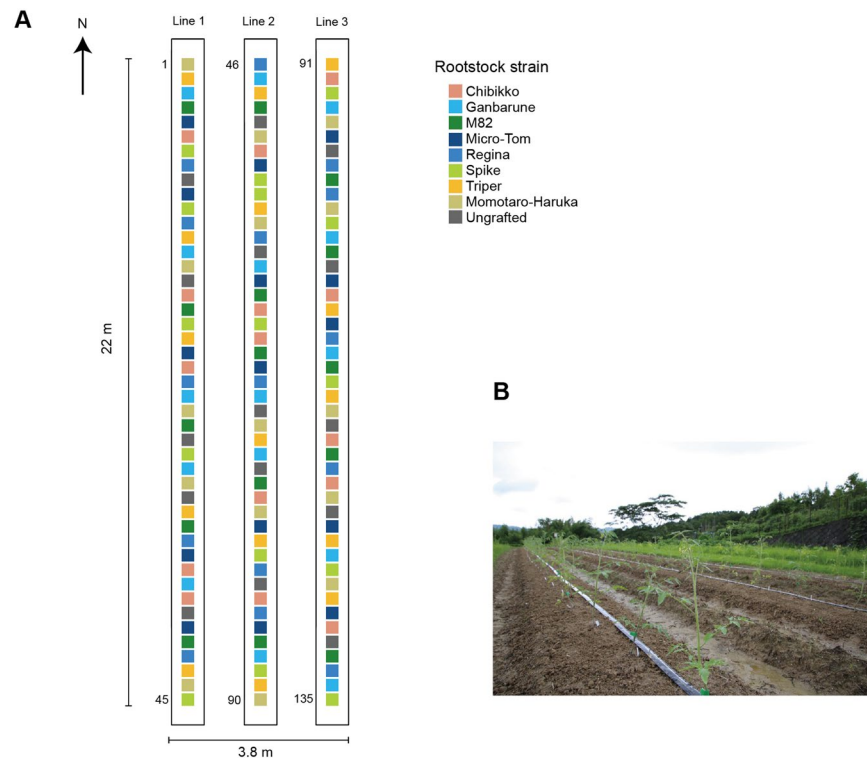 A
N
Line 1
Line 2
Line 3
1
46
91
22 m
45
90
135
3.8 m
Rootstock strain
Chibikko
Ganbarune
M82
Micro-Tom
Regina
Spike
Triper
Momotaro-Haruka
Ungrafted
B